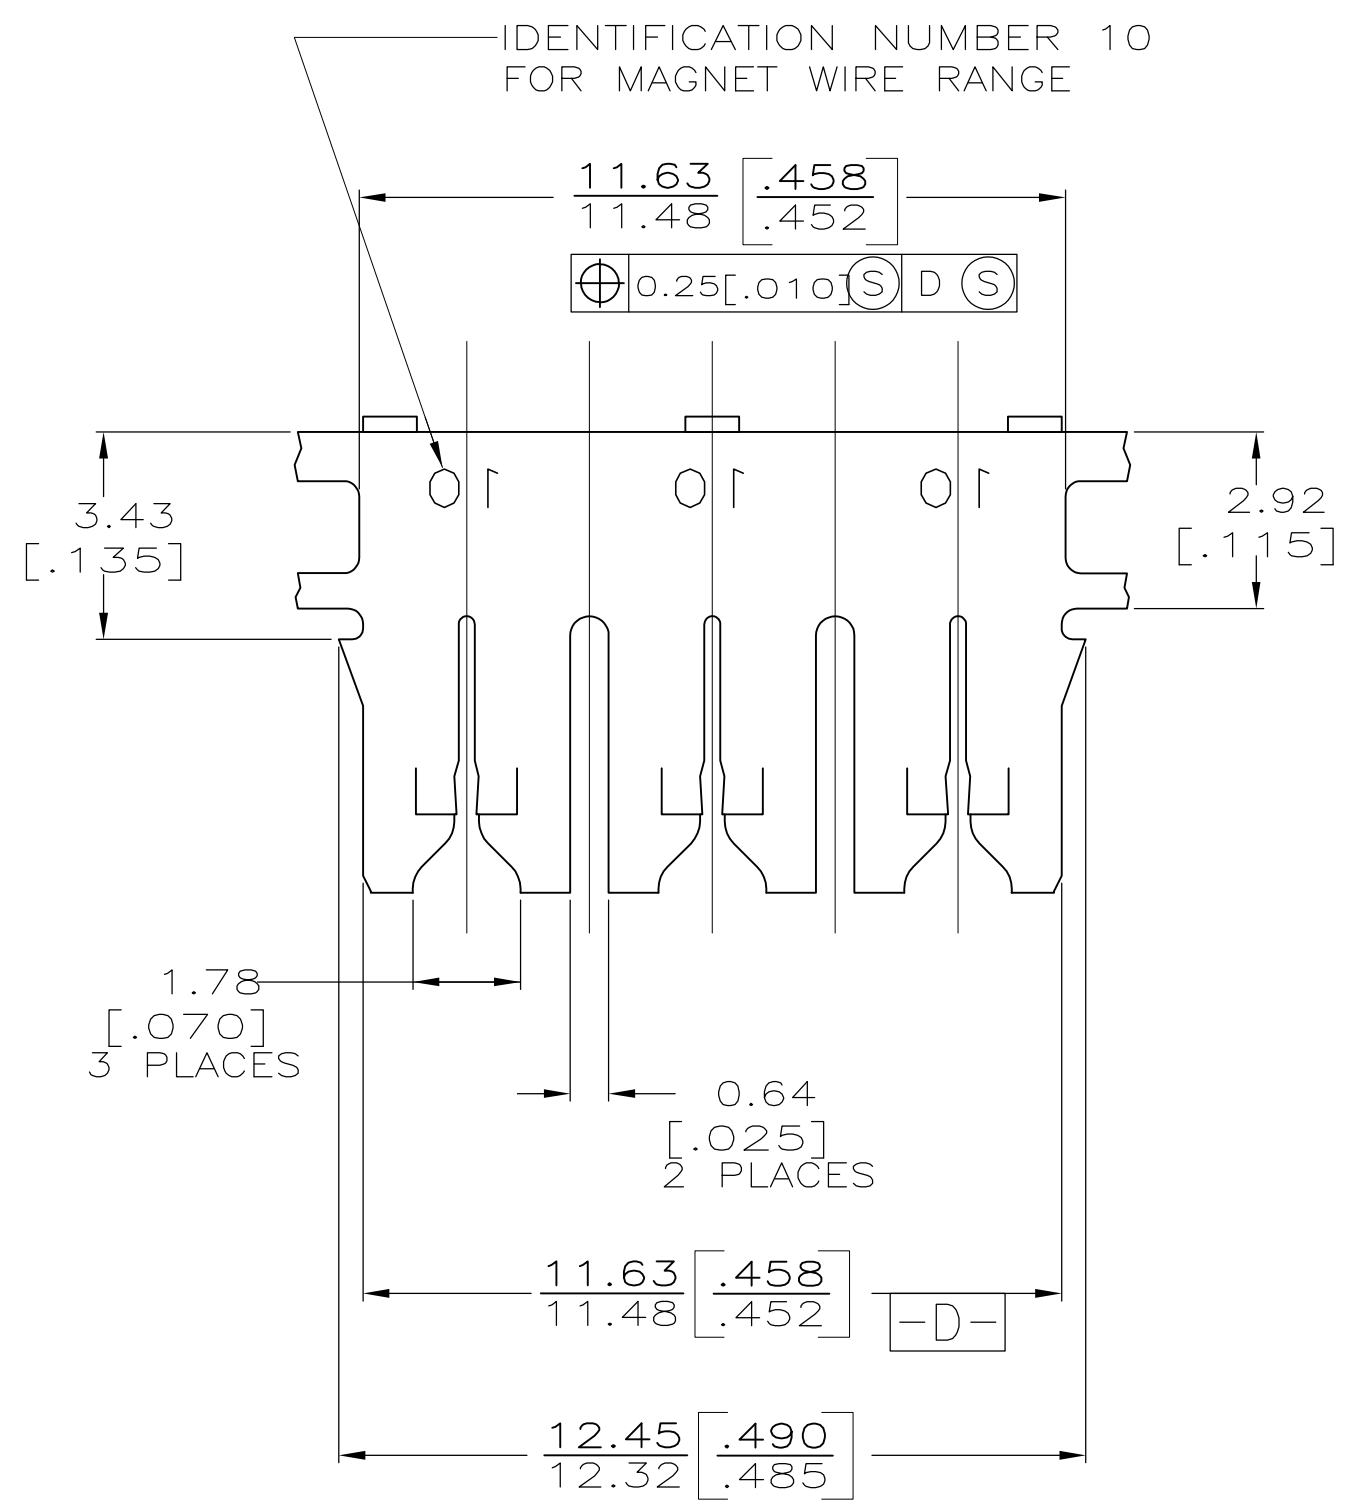 IDENTIFICATION NUMBER 10
FOR MAGNET WIRE RANGE
11.63 [.458
11.48 .452]
⌖ 0.25[.010] Ⓢ D Ⓢ
01 01 01
3.43
[.135]
2.92
[.115]
1.78
[.070]
3 PLACES
0.64
[.025]
2 PLACES
11.63 [.458
11.48 .452]
-D-
12.45 [.490
12.32 .485]